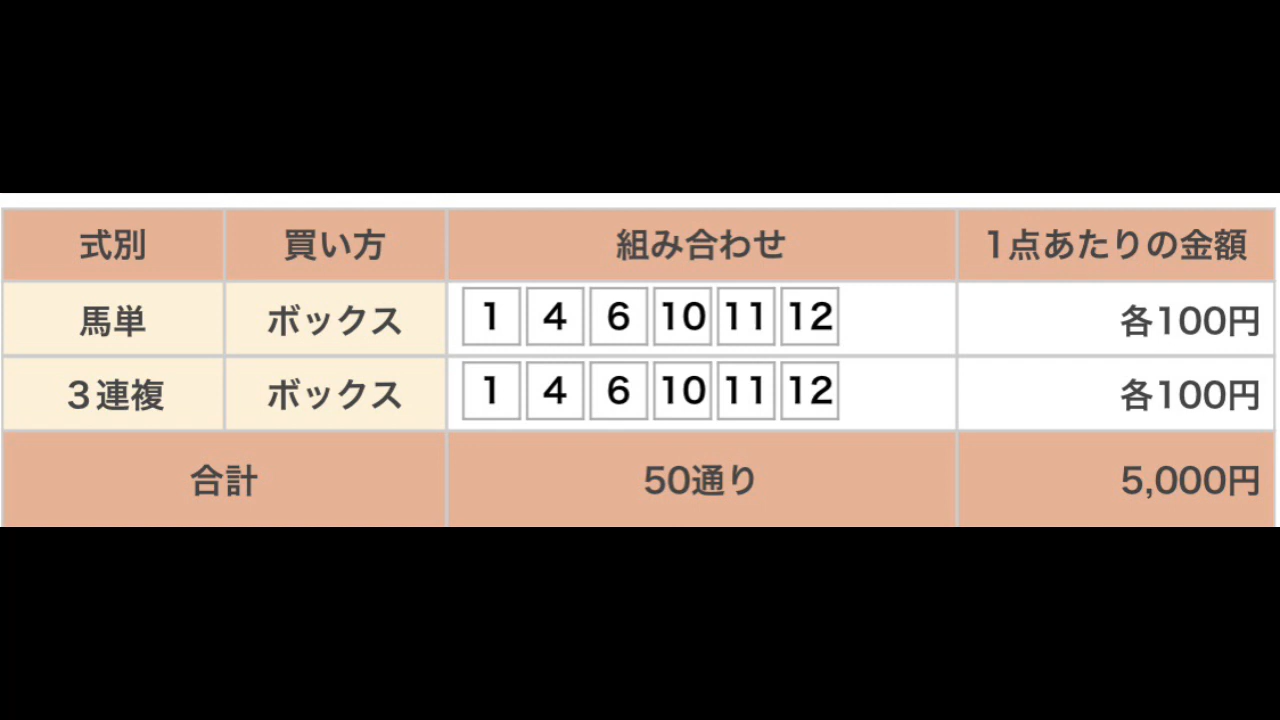 式別 買い方 組み合わせ 1点あたりの金額
馬単 ボックス 1 4 6 10 11 12 各100円
３連複 ボックス 1 4 6 10 11 12 各100円
合計 50通り 5,000円